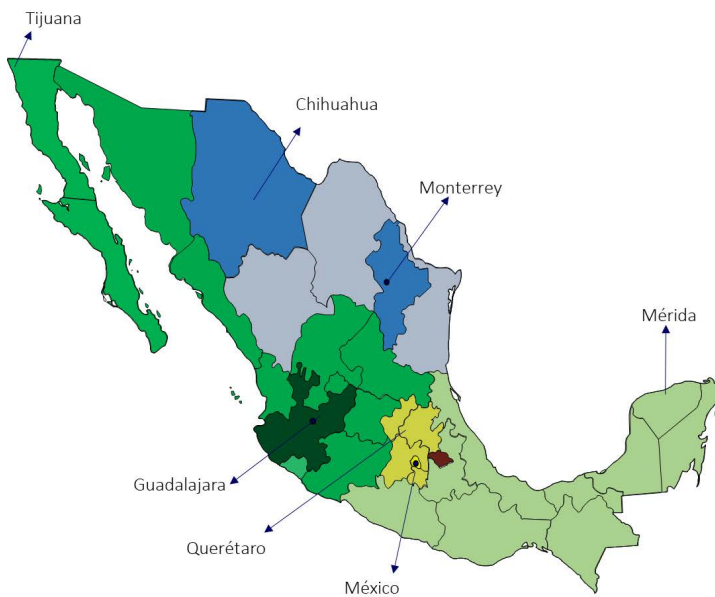 Tijuana
Chihuahua
Monterrey
Mérida
Guadalajara
Querétaro
México